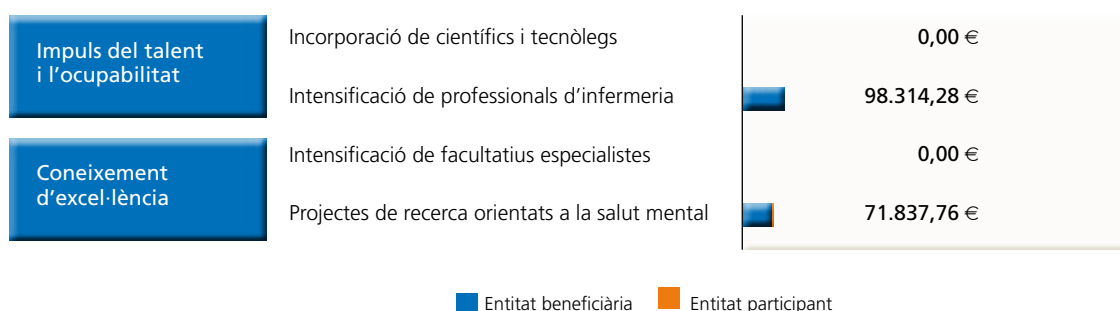 Impuls del talent
i l'ocupabilitat
Incorporació de científics i tecnòlegs 0,00 €
Intensificació de professionals d'infermeria 98.314,28 €
Coneixement
d'excel·lència
Intensificació de facultatius especialistes 0,00 €
Projectes de recerca orientats a la salut mental 71.837,76 €
Entitat beneficiària Entitat participant